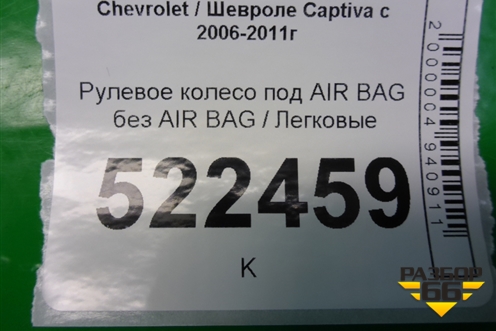 Chevrolet / Шевроле Captiva с
2006-2011г
Рулевое колесо под AIR BAG
без AIR BAG / Легковые
522459
К
2000004940911
РАЗБОР
66